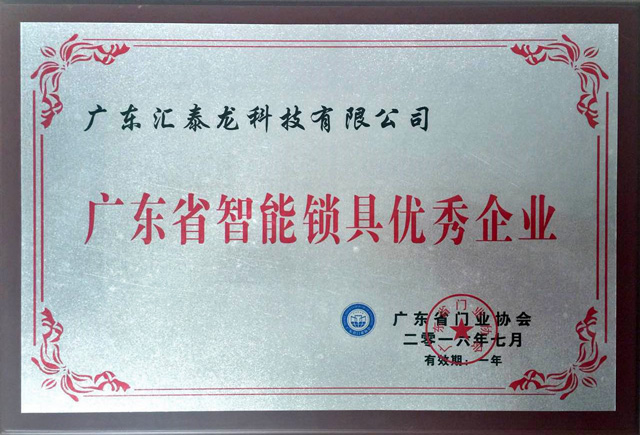 广东汇泰龙科技有限公司
广东省智能锁具优秀企业
广东省门业协会
二零一六年七月
有效期：一年